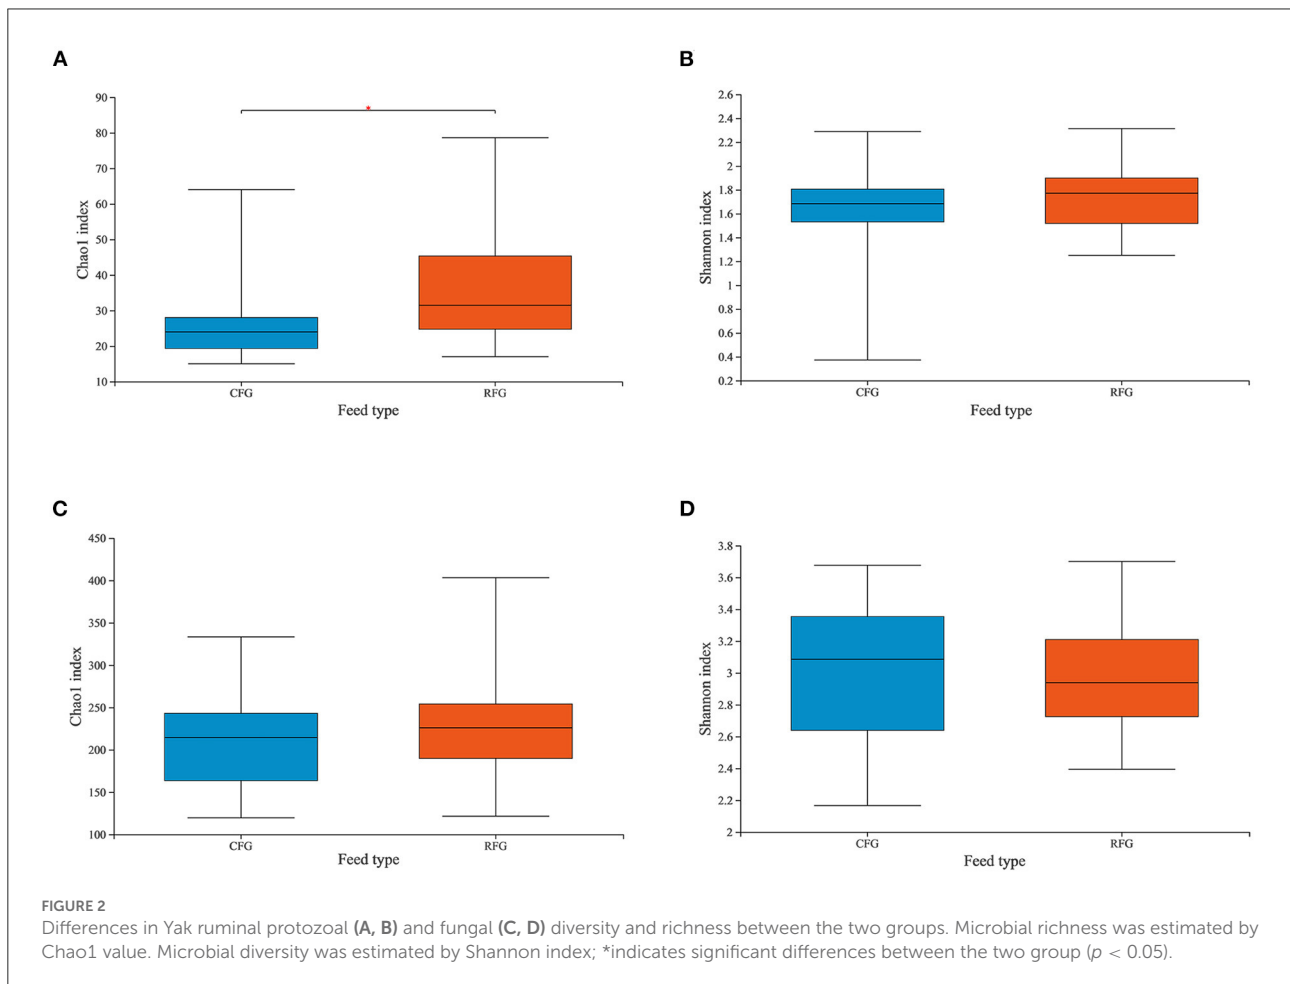 A
90
80
70
60
50
40
30
20
10
Chao1 index
*
CFG
RFG
Feed type
B
2.6
2.4
2.2
2
1.8
1.6
1.4
1.2
1
0.8
0.6
0.4
0.2
Shannon index
CFG
RFG
Feed type
C
450
400
350
300
250
200
150
100
Chao1 index
CFG
RFG
Feed type
D
3.8
3.6
3.4
3.2
3
2.8
2.6
2.4
2.2
2
Shannon index
CFG
RFG
Feed type
FIGURE 2
Differences in Yak ruminal protozoal (A, B) and fungal (C, D) diversity and richness between the two groups. Microbial richness was estimated by
Chao1 value. Microbial diversity was estimated by Shannon index; *indicates significant differences between the two group (p < 0.05).